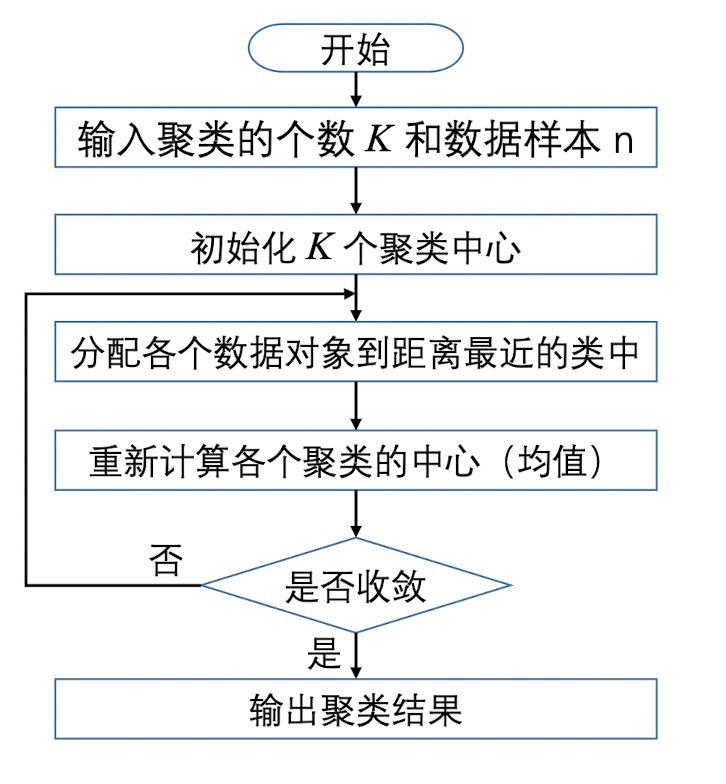 开始
输入聚类的个数 K 和数据样本 n
初始化 K 个聚类中心
分配各个数据对象到距离最近的类中
重新计算各个聚类的中心（均值）
否
是否收敛
是
输出聚类结果